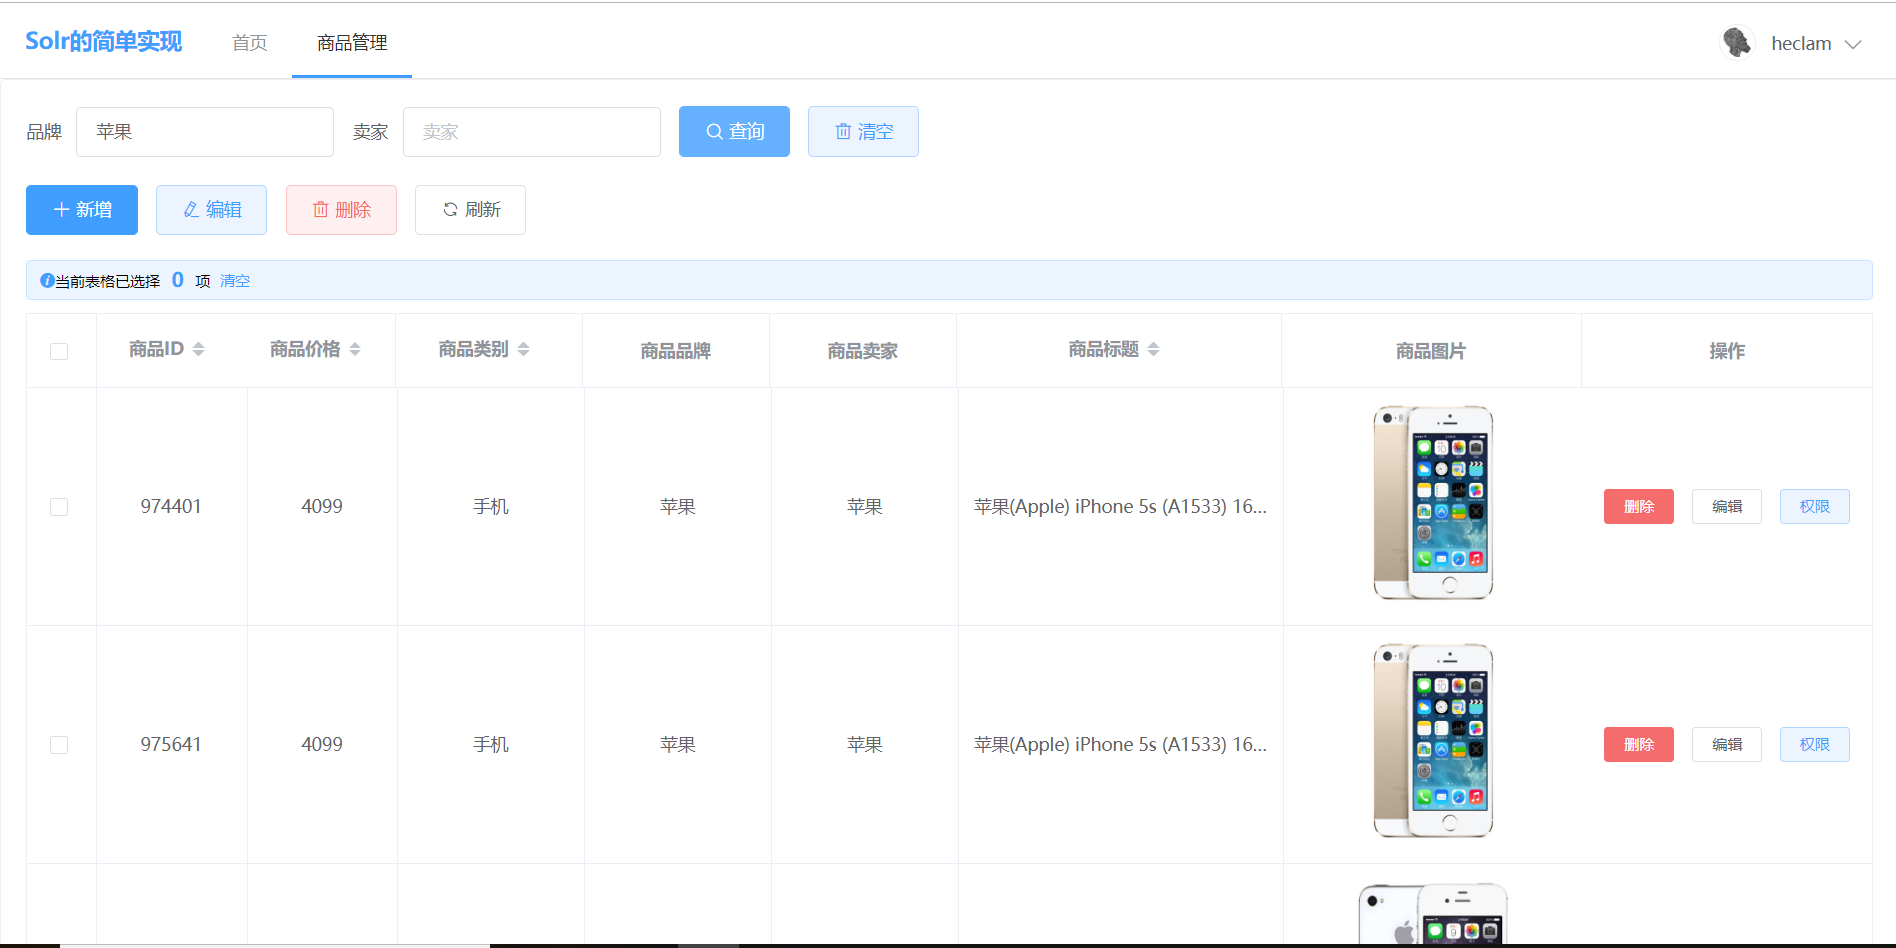 Solr的简单实现 首页 商品管理 heclam
品牌 苹果 卖家 卖家 查询 清空
新增 编辑 删除 刷新
当前表格已选择 0 项 清空
商品ID 商品价格 商品类别 商品品牌 商品卖家 商品标题 商品图片 操作
974401 4099 手机 苹果 苹果 苹果(Apple) iPhone 5s (A1533) 16... 删除 编辑 权限
975641 4099 手机 苹果 苹果 苹果(Apple) iPhone 5s (A1533) 16... 删除 编辑 权限